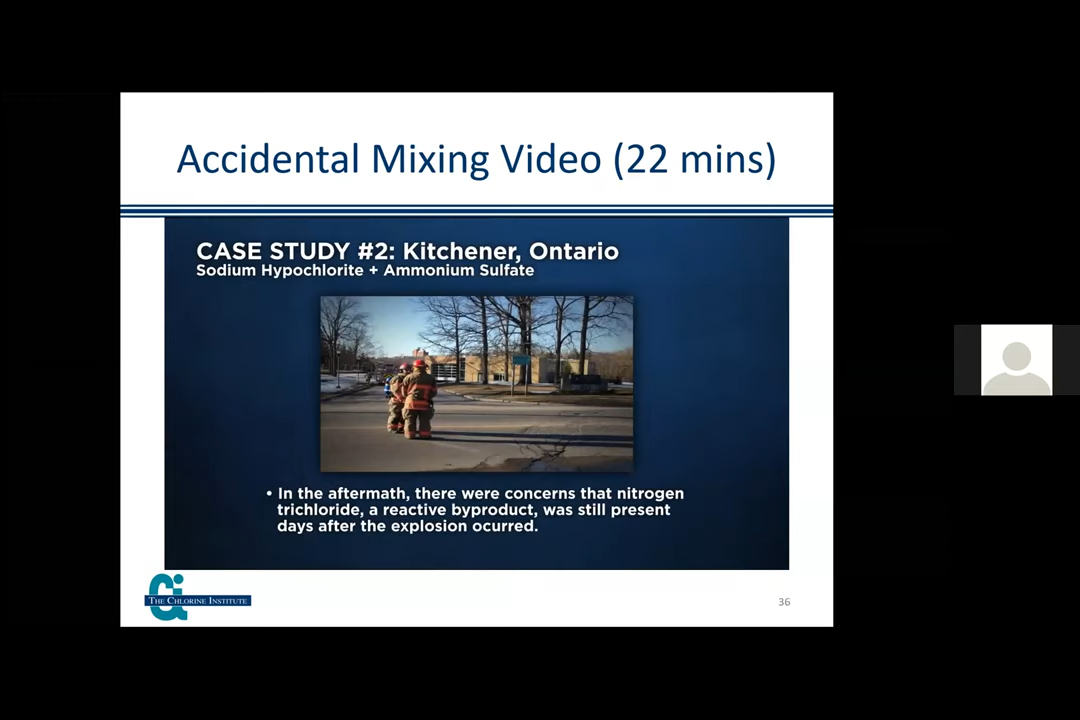 Accidental Mixing Video (22 mins)
CASE STUDY #2: Kitchener, Ontario
Sodium Hypochlorite + Ammonium Sulfate
• In the aftermath, there were concerns that nitrogen
trichloride, a reactive byproduct, was still present
days after the explosion ocurred.
THE CHLORINE INSTITUTE
36